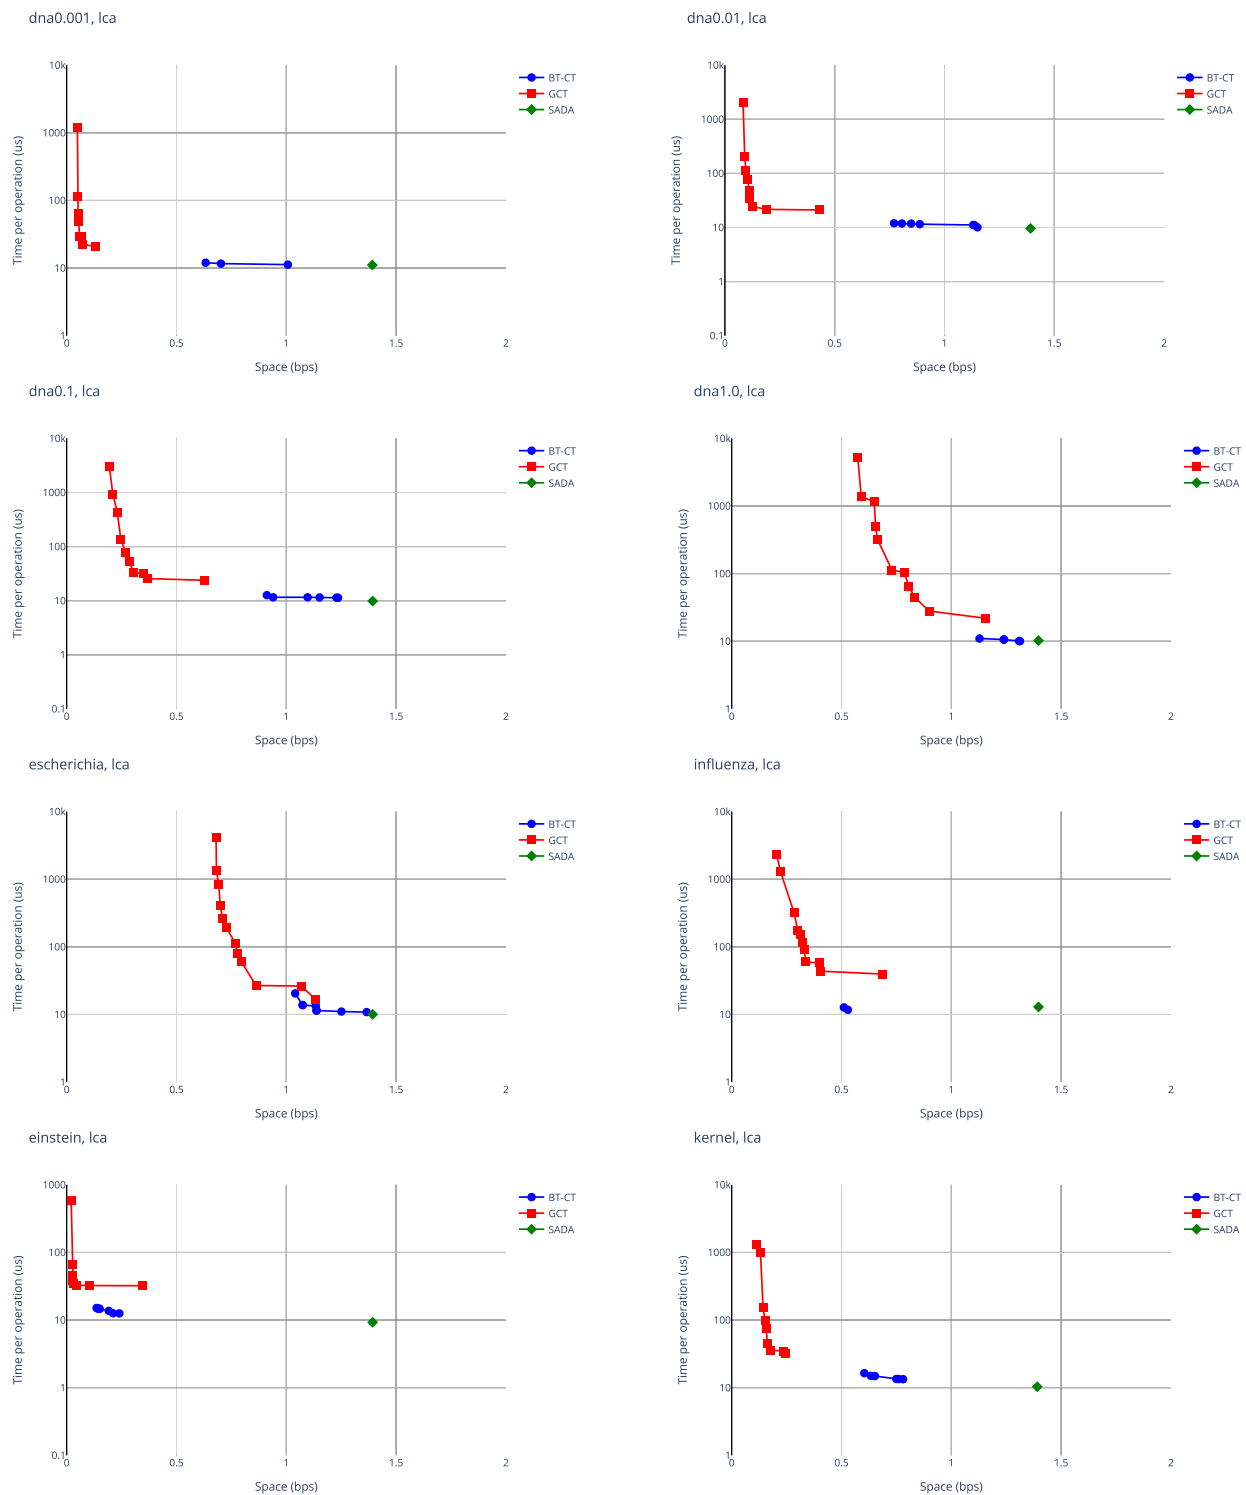 dna0.001, lca
10k
1000
100
10
1
0
0.5
1
1.5
2
Time per operation (us)
Space (bps)
BT-CT
GCT
SADA
dna0.01, lca
10k
1000
100
10
1
0.1
0
0.5
1
1.5
2
Time per operation (us)
Space (bps)
BT-CT
GCT
SADA
dna0.1, lca
10k
1000
100
10
1
0.1
0
0.5
1
1.5
2
Time per operation (us)
Space (bps)
BT-CT
GCT
SADA
dna1.0, lca
10k
1000
100
10
1
0
0.5
1
1.5
2
Time per operation (us)
Space (bps)
BT-CT
GCT
SADA
escherichia, lca
10k
1000
100
10
1
0
0.5
1
1.5
2
Time per operation (us)
Space (bps)
BT-CT
GCT
SADA
influenza, lca
10k
1000
100
10
1
0
0.5
1
1.5
2
Time per operation (us)
Space (bps)
BT-CT
GCT
SADA
einstein, lca
1000
100
10
1
0.1
0
0.5
1
1.5
2
Time per operation (us)
Space (bps)
BT-CT
GCT
SADA
kernel, lca
10k
1000
100
10
1
0
0.5
1
1.5
2
Time per operation (us)
Space (bps)
BT-CT
GCT
SADA